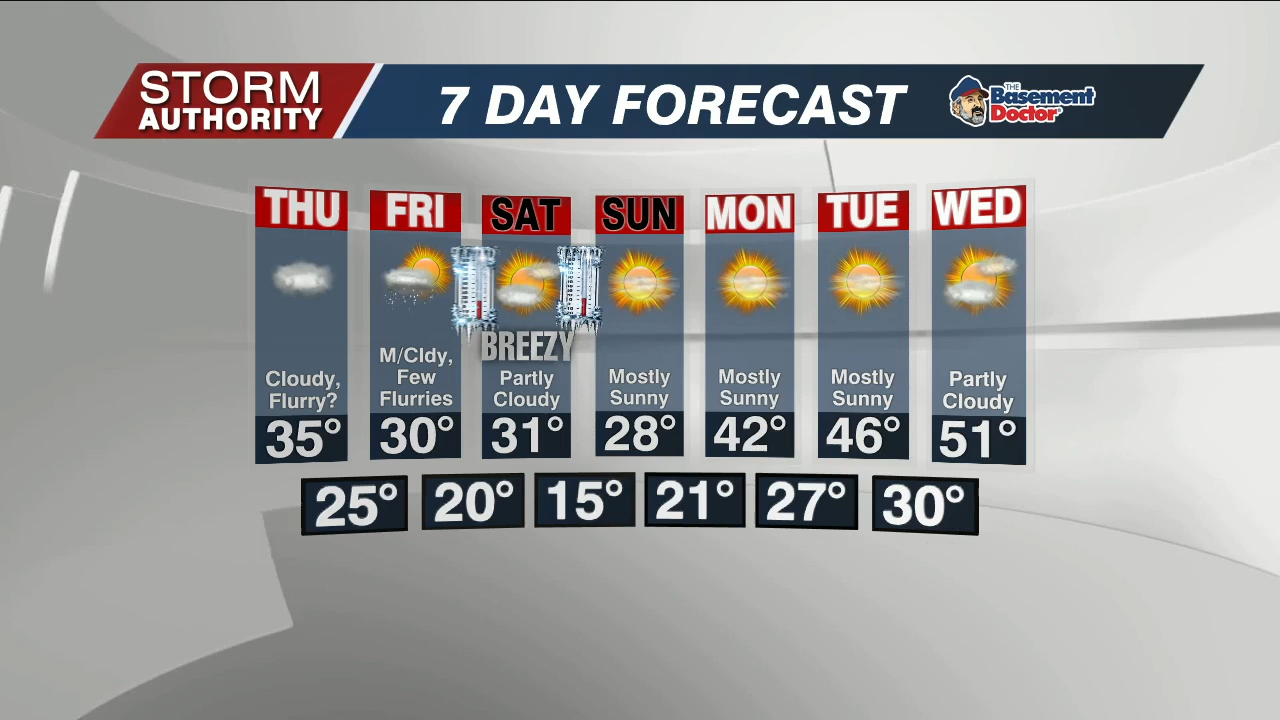 STORM
AUTHORITY
7 DAY FORECAST
THE
Basement
Doctor®
THU
FRI
SAT
SUN
MON
TUE
WED
BREEZY
Cloudy,
Flurry?
M/Cldy,
Few
Flurries
Partly
Cloudy
Mostly
Sunny
Mostly
Sunny
Mostly
Sunny
Partly
Cloudy
35°
30°
31°
28°
42°
46°
51°
25°
20°
15°
21°
27°
30°